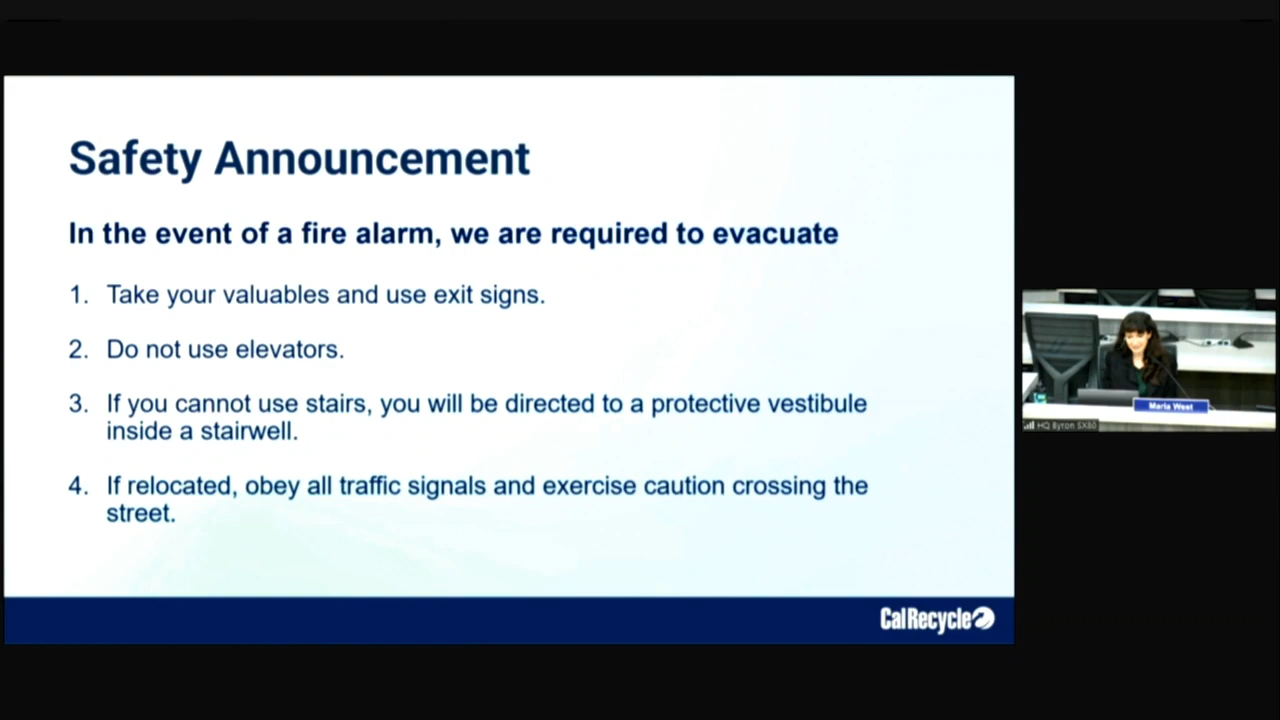 Safety Announcement
In the event of a fire alarm, we are required to evacuate
1. Take your valuables and use exit signs.
2. Do not use elevators.
3. If you cannot use stairs, you will be directed to a protective vestibule
inside a stairwell.
4. If relocated, obey all traffic signals and exercise caution crossing the
street.
CalRecycle
Marla West
HQ Byron SX80